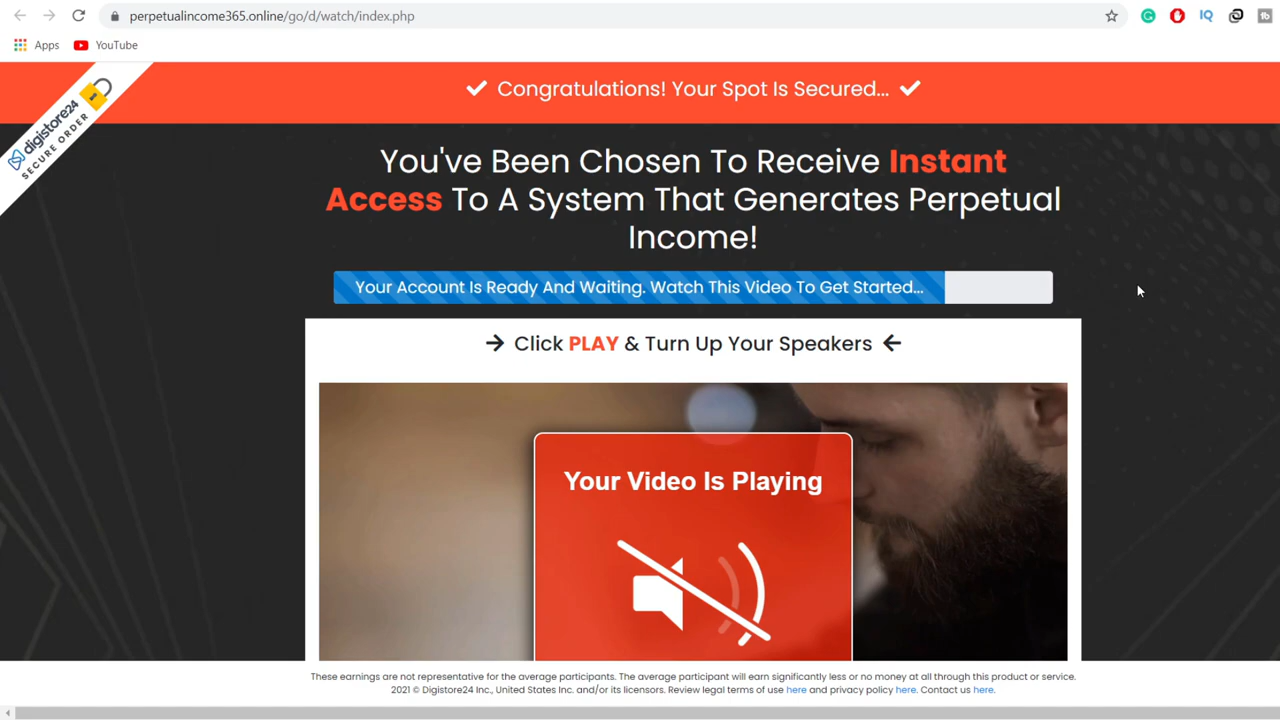 perpetualincome365.online/go/d/watch/index.php
IQ
Apps YouTube
digistore24
SECURE ORDER
Congratulations! Your Spot Is Secured...
You've Been Chosen To Receive Instant
Access To A System That Generates Perpetual
Income!
Your Account Is Ready And Waiting. Watch This Video To Get Started...
Click PLAY & Turn Up Your Speakers
Your Video Is Playing
These earnings are not representative for the average participants. The average participant will earn significantly less or no money at all through this product or service.
2021 © Digistore24 Inc., United States Inc. and/or its licensors. Review legal terms of use here and privacy policy here. Contact us here.